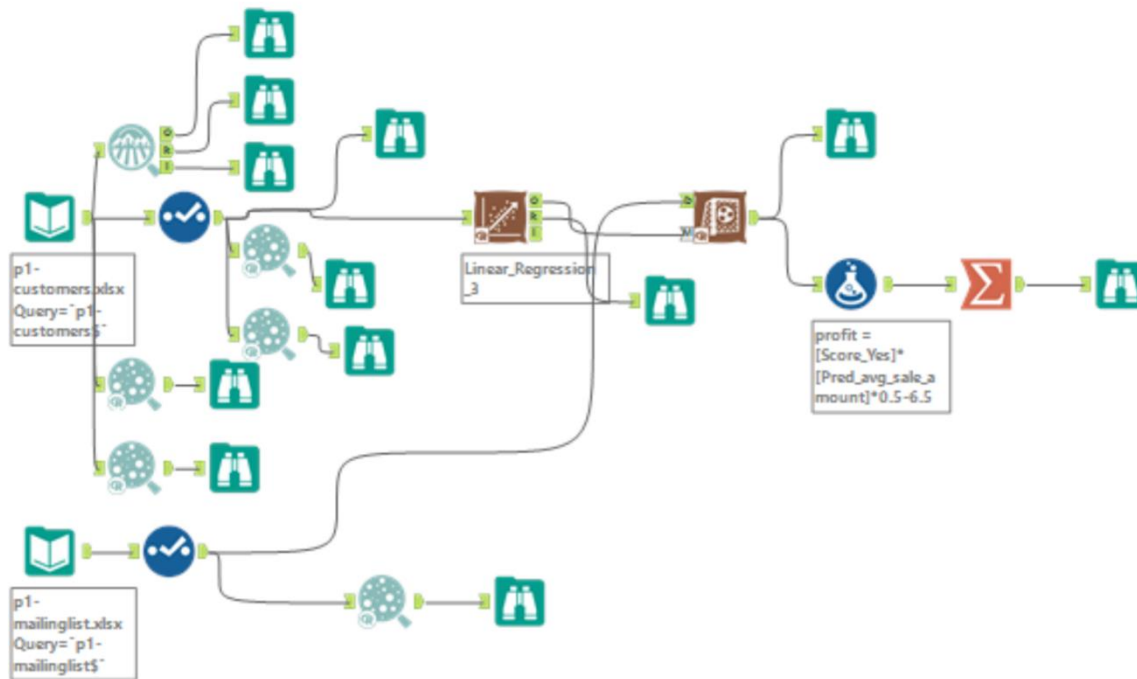 O
R
I
p1-
customers.xlsx
Query=`p1-
customers$`
O
R
I
Linear_Regression
_3
D
M
profit =
[Score_Yes]*
[Pred_avg_sale_a
mount]*0.5-6.5
p1-
mailinglist.xlsx
Query=`p1-
mailinglist$`